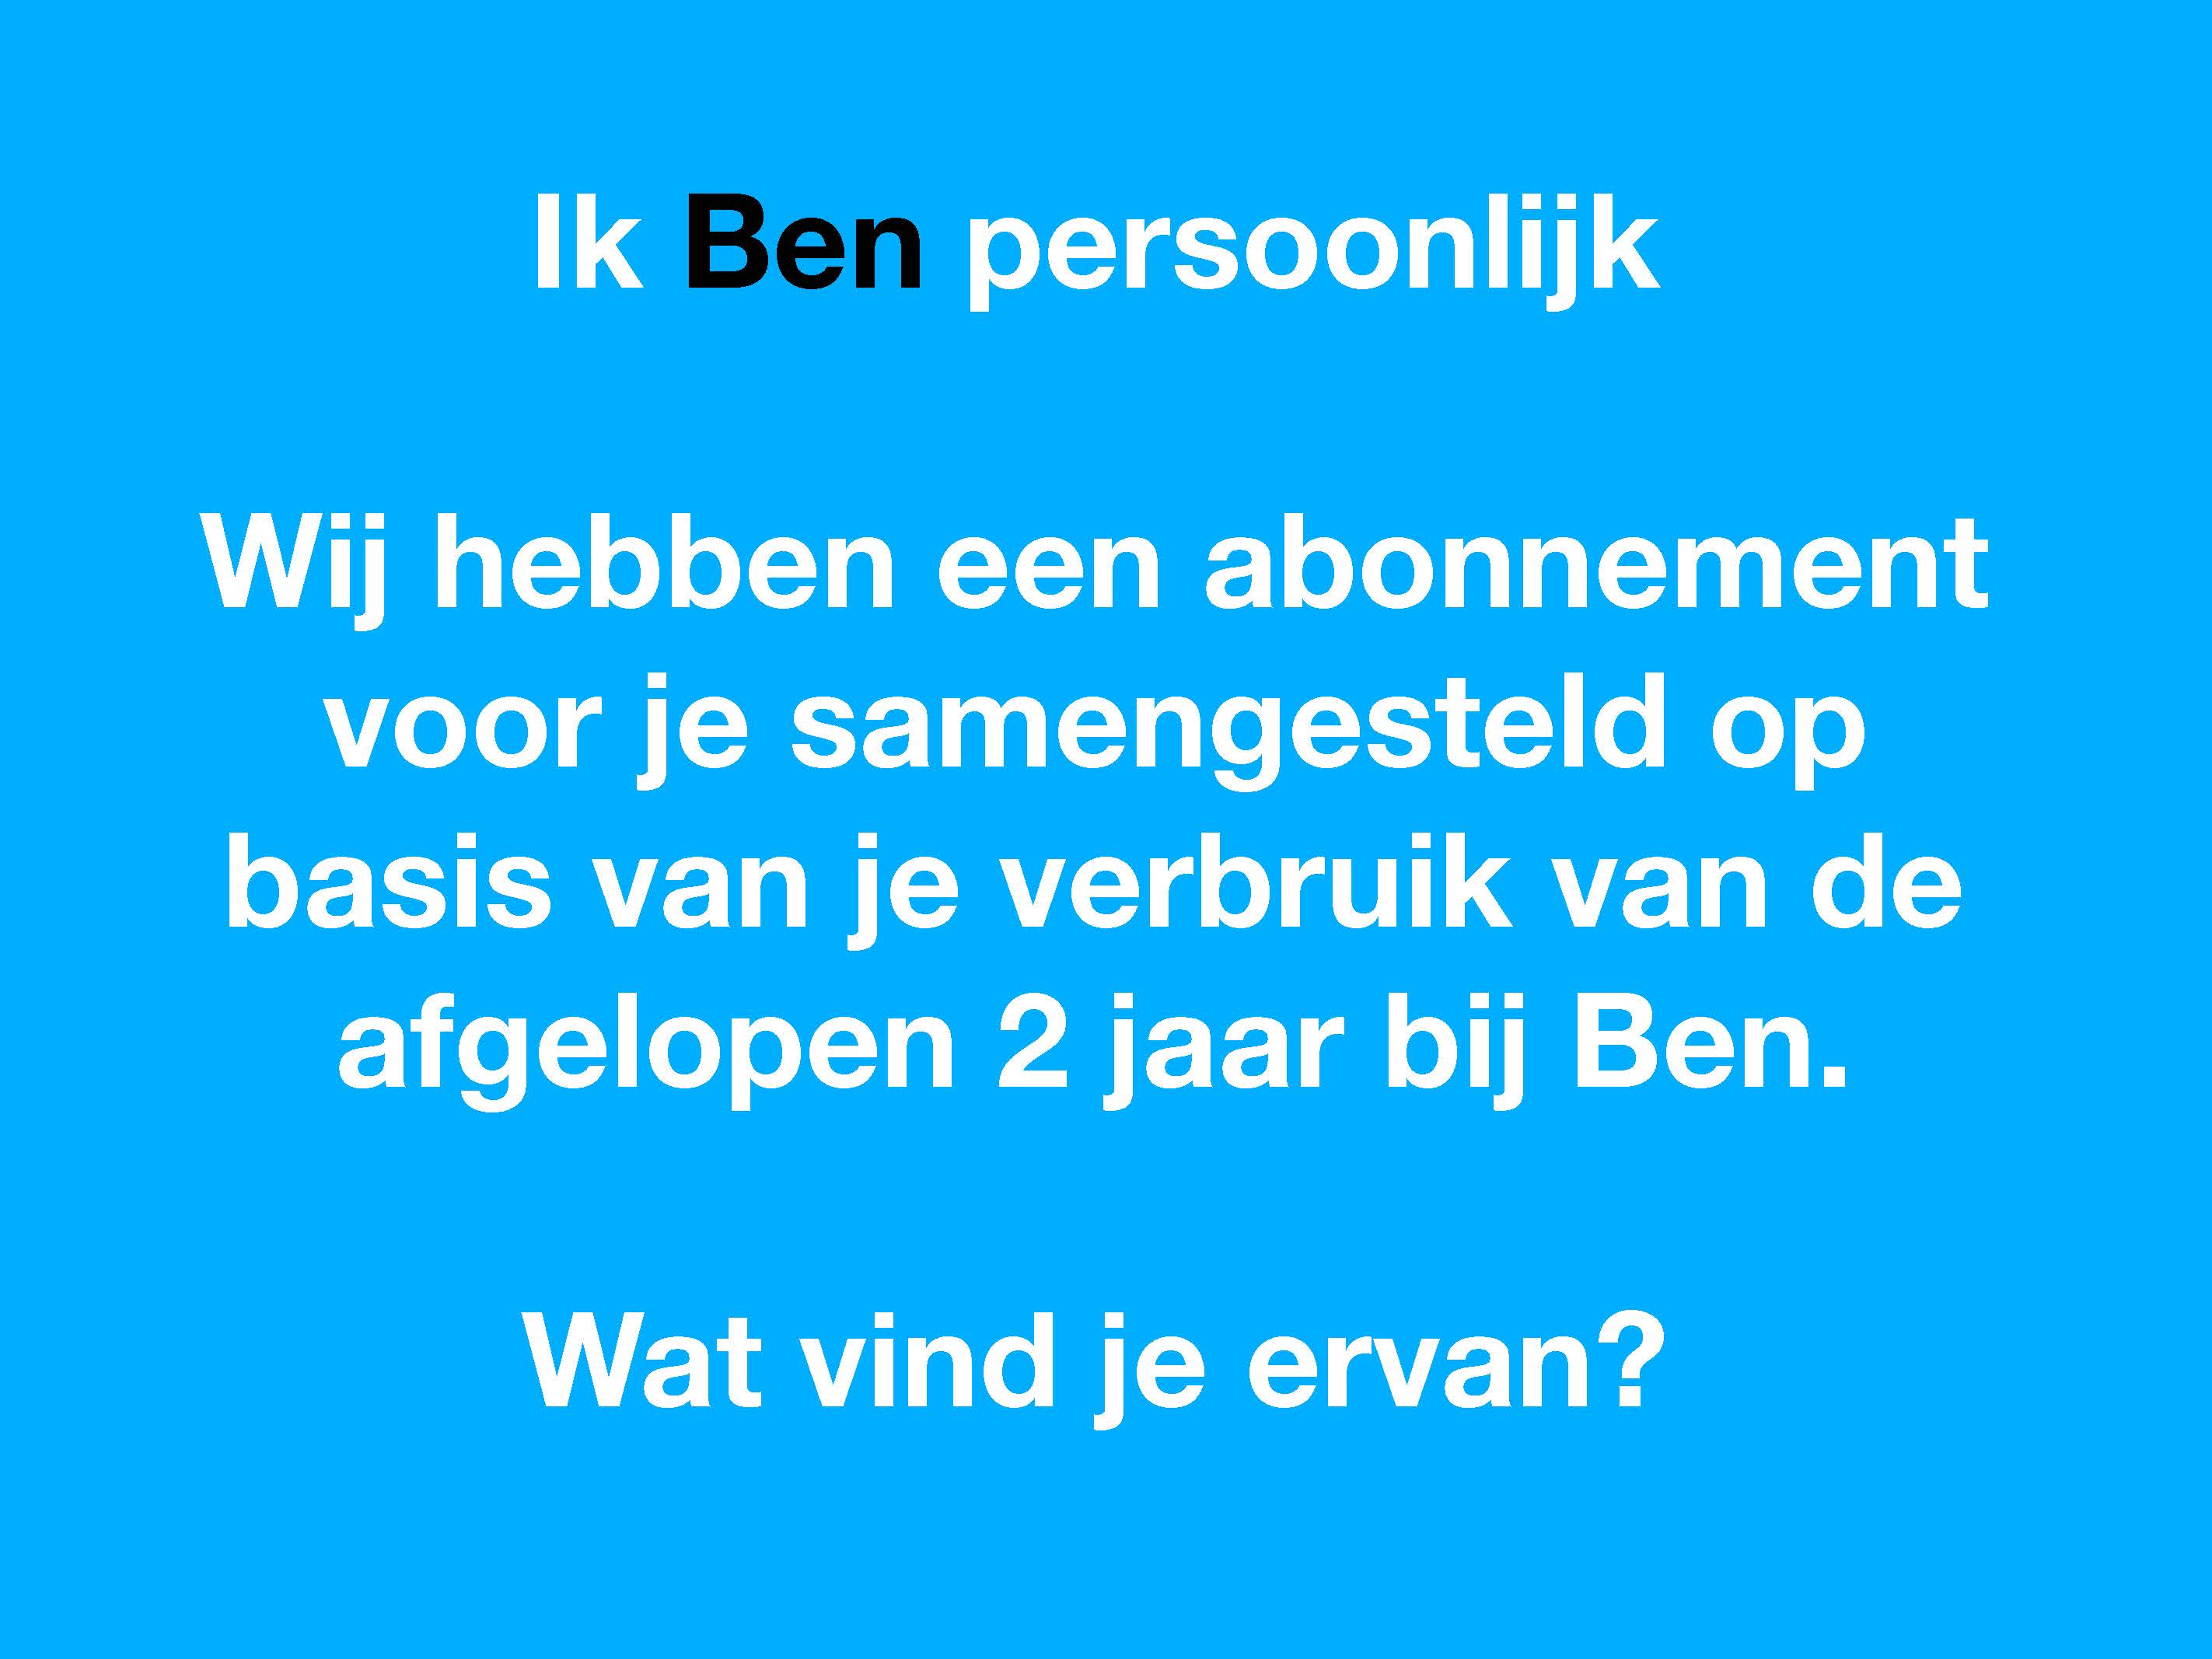 Ik Ben persoonlijk
Wij hebben een abonnement
voor je samengesteld op
basis van je verbruik van de
afgelopen 2 jaar bij Ben.
Wat vind je ervan?